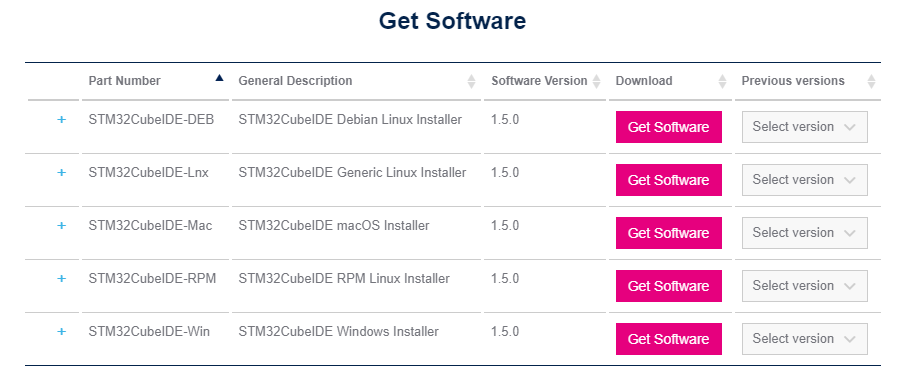 Get Software
Part Number General Description Software Version Download Previous versions
+ STM32CubeIDE-DEB STM32CubeIDE Debian Linux Installer 1.5.0 Get Software Select version
+ STM32CubeIDE-Lnx STM32CubeIDE Generic Linux Installer 1.5.0 Get Software Select version
+ STM32CubeIDE-Mac STM32CubeIDE macOS Installer 1.5.0 Get Software Select version
+ STM32CubeIDE-RPM STM32CubeIDE RPM Linux Installer 1.5.0 Get Software Select version
+ STM32CubeIDE-Win STM32CubeIDE Windows Installer 1.5.0 Get Software Select version